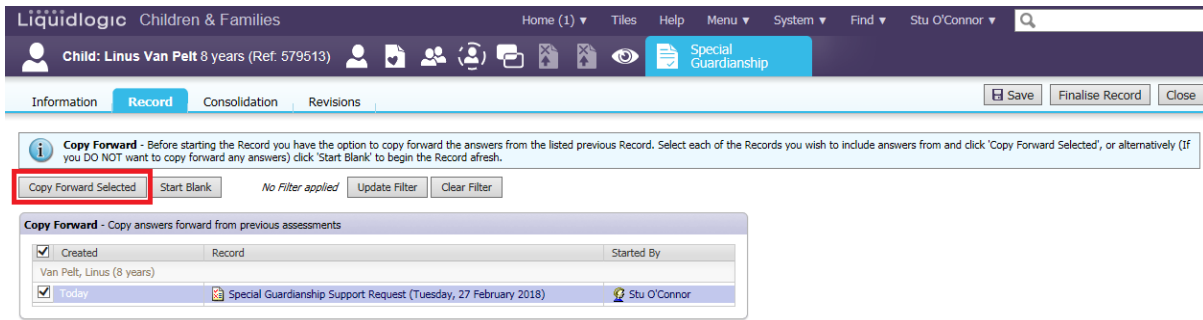 Liquidlogic Children & Families Home (1) ▾ Tiles Help Menu ▾ System ▾ Find ▾ Stu O'Connor ▾
Child: Linus Van Pelt 8 years (Ref: 579513) Special
Guardianship
Information Record Consolidation Revisions Save Finalise Record Close
Copy Forward - Before starting the Record you have the option to copy forward the answers from the listed previous Record. Select each of the Records you wish to include answers from and click 'Copy Forward Selected', or alternatively (If
you DO NOT want to copy forward any answers) click 'Start Blank' to begin the Record afresh.
Copy Forward Selected Start Blank No Filter applied Update Filter Clear Filter
Copy Forward - Copy answers forward from previous assessments
Created Record Started By
Van Pelt, Linus (8 years)
Today Special Guardianship Support Request (Tuesday, 27 February 2018) Stu O'Connor